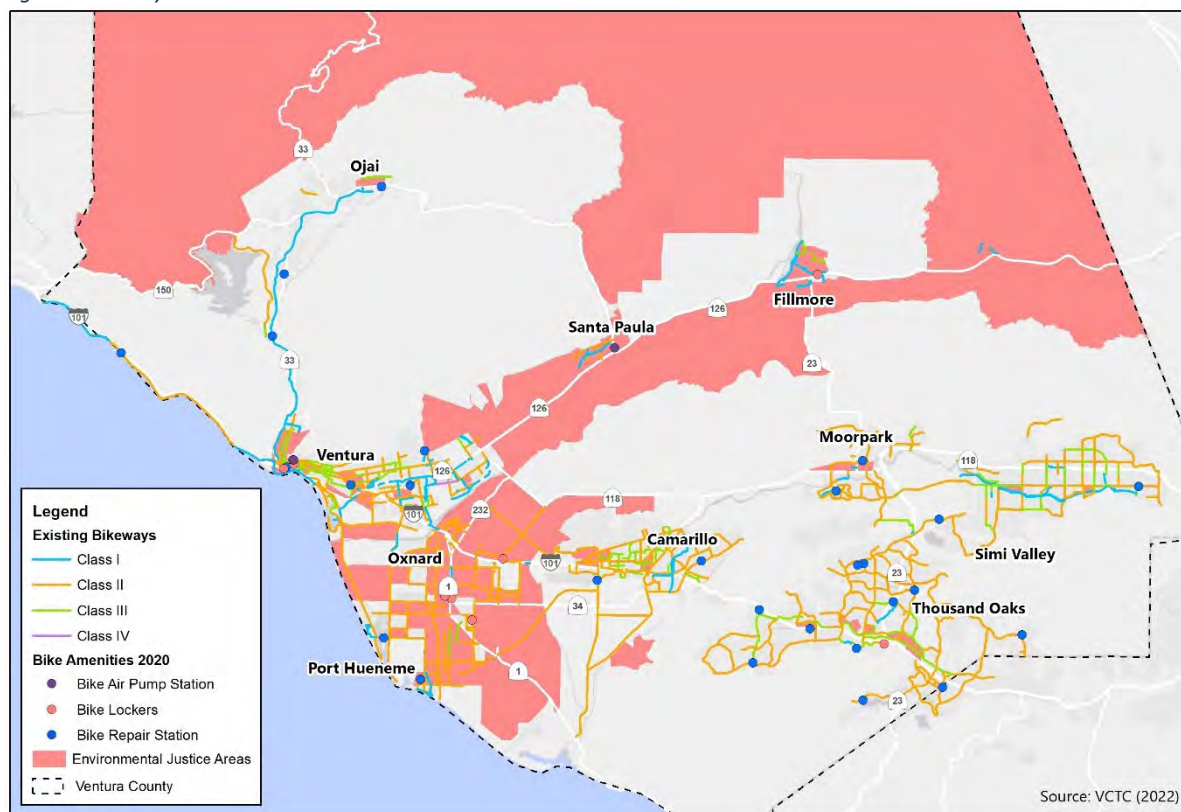 33
Ojai
150
101
Fillmore
126
Santa Paula
33
23
126
Moorpark
Ventura
118
126
118
232
101
Camarillo
Oxnard
101
Simi Valley
23
1
34
Thousand Oaks
Port Hueneme
1
23
Legend
Existing Bikeways
Class I
Class II
Class III
Class IV
Bike Amenities 2020
Bike Air Pump Station
Bike Lockers
Bike Repair Station
Environmental Justice Areas
Ventura County
Source: VCTC (2022)